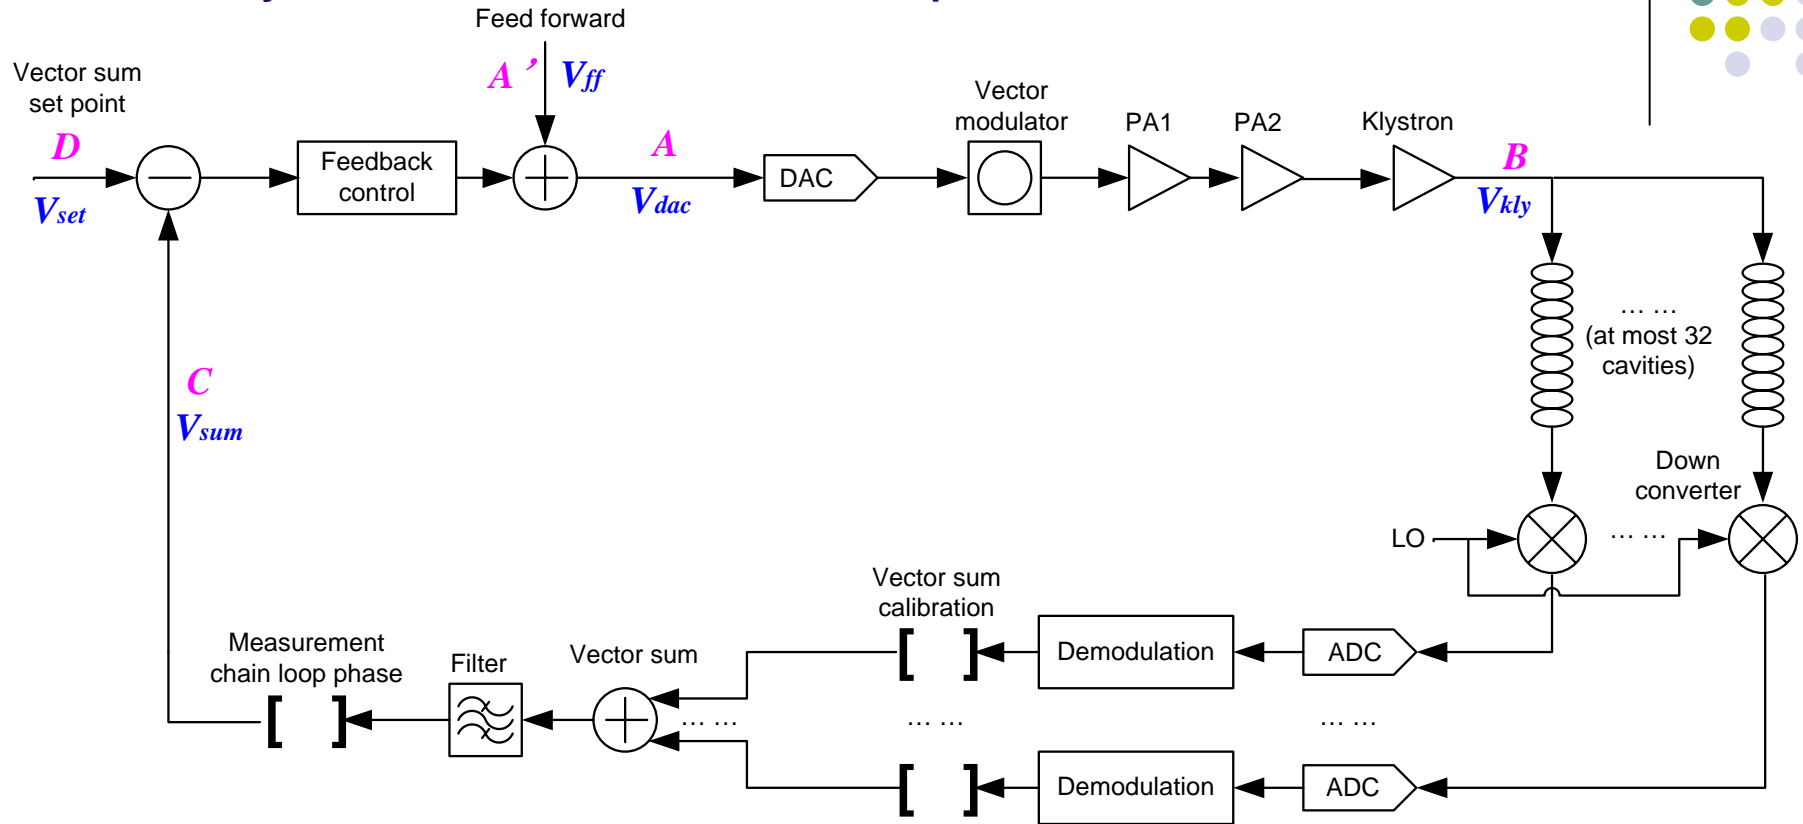 Feed forward
A’
Vff
Vector sum
set point
D
Vset
Feedback
control
A
Vdac
DAC
Vector
modulator
PA1
PA2
Klystron
B
Vkly
… …
(at most 32
cavities)
C
Vsum
Down
converter
LO
… …
Vector sum
calibration
Measurement
chain loop phase
Filter
Vector sum
[ ]
Demodulation
ADC
[ ]
… …
… …
… …
[ ]
Demodulation
ADC